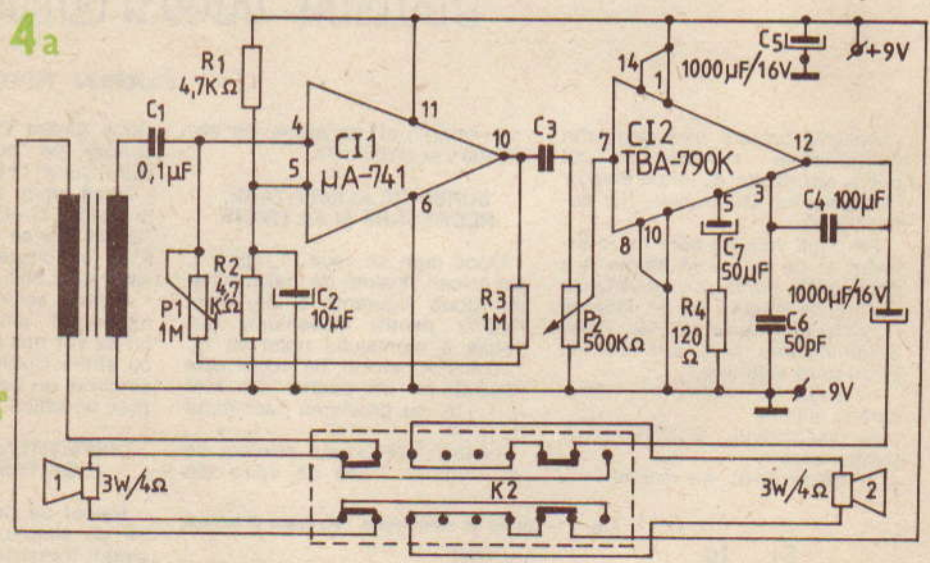 4a
R1
4,7KΩ
C1
0,1µF
4
5
CI1
µA-741
11
6
10
P1
1M
R2
4,7
KΩ
C2
10µF
R3
1M
C3
P2
500KΩ
7
14
1
CI2
TBA-790K
8
10
5
3
12
C7
50µF
R4
120
Ω
C6
50pF
C4 100µF
1000µF/16V
C5
1000µF/16V
+9V
-9V
1
3W/4Ω
K2
3W/4Ω
2